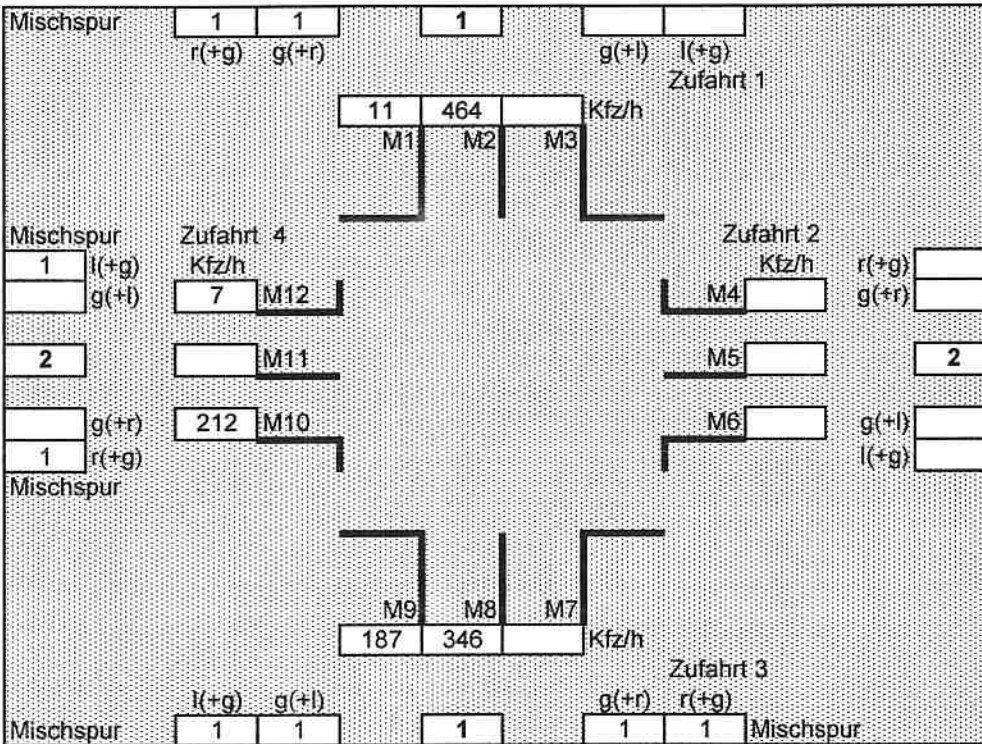 Mischspur 1 1 1
r(+g) g(+r) g(+l) l(+g)
Zufahrt 1
11 464 Kfz/h
M1 M2 M3
Mischspur Zufahrt 4 Zufahrt 2
1 l(+g) Kfz/h Kfz/h r(+g)
g(+l) 7 M12 M4 g(+r)
2 M11 M5 2
g(+r) 212 M10 M6 g(+l)
1 r(+g) l(+g)
Mischspur
M9 M8 M7
187 346 Kfz/h
Zufahrt 3
l(+g) g(+l) g(+r) r(+g)
Mischspur 1 1 1 1 1 Mischspur